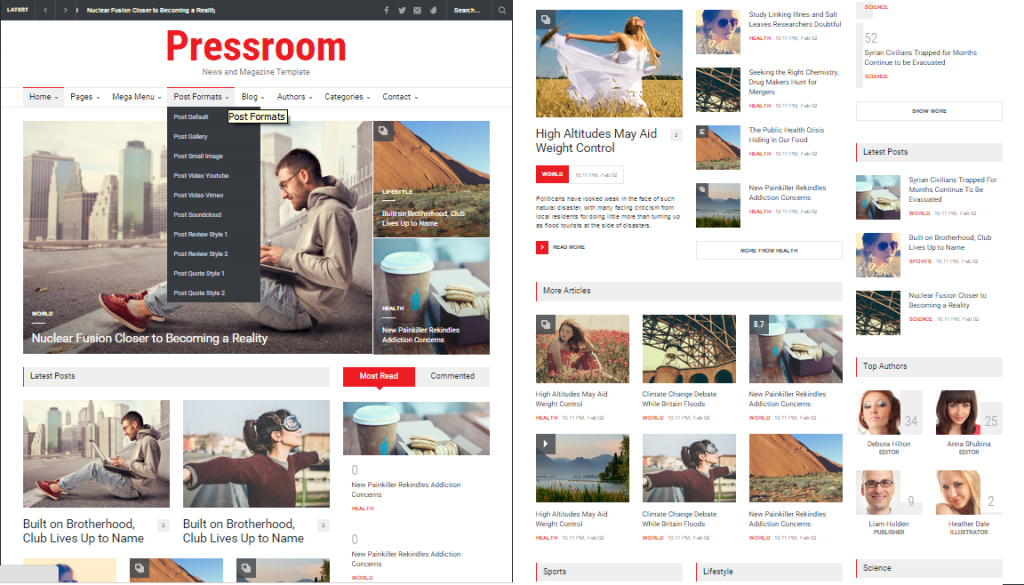 LATEST
Nuclear Fusion Closer to Becoming a Reality
Search...
Pressroom
News and Magazine Template
Home
Pages
Mega Menu
Post Formats
Blog
Authors
Categories
Contact
Post Formats
Post Default
Post Gallery
Post Small Image
Post Video Youtube
Post Video Vimeo
Post Soundcloud
Post Review Style 1
Post Review Style 2
Post Quote Style 1
Post Quote Style 2
WORLD
Nuclear Fusion Closer to Becoming a Reality
LIFESTYLE
Built on Brotherhood, Club
Lives Up to Name
HEALTH
New Painkiller Rekindles
Addiction Concerns
Latest Posts
Most Read
Commented
Built on Brotherhood,
Club Lives Up to Name
2
Built on Brotherhood,
Club Lives Up to Name
2
0
New Painkiller Rekindles Addiction
Concerns
HEALTH
0
New Painkiller Rekindles Addiction
Concerns
WORLD
High Altitudes May Aid
Weight Control
2
WORLD
10:11 PM, Feb 02
Politicans have looked weak in the face of such
natural disaster, with many facing criticism from
local residents for doing little more than turning up
as flood tourists at the side of disasters.
READ MORE
Study Linking Illnes and Salt
Leaves Researchers Doubtful
HEALTH 10:11 PM, Feb 02
Seeking the Right Chemistry,
Drug Makers Hunt for
Mergers
HEALTH 10:11 PM, Feb 02
The Public Health Crisis
Hiding in Our Food
HEALTH 10:11 PM, Feb 02
New Painkiller Rekindles
Addiction Concerns
HEALTH 10:11 PM, Feb 02
MORE FROM HEALTH
More Articles
High Altitudes May Aid
Weight Control
HEALTH 10:11 PM, Feb 02
Climate Change Debate
While Britain Floods
WORLD 10:11 PM, Feb 02
8.7
New Painkiller Rekindles
Addiction Concerns
WORLD 10:11 PM, Feb 02
High Altitudes May Aid
Weight Control
HEALTH 10:11 PM, Feb 02
Climate Change Debate
While Britain Floods
WORLD 10:11 PM, Feb 02
New Painkiller Rekindles
Addiction Concerns
WORLD 10:11 PM, Feb 02
Sports
Lifestyle
SCIENCE
52
Syrian Civilians Trapped for Months
Continue to be Evacuated
SCIENCE
SHOW MORE
Latest Posts
Syrian Civilians Trapped For
Months Continue To Be
Evacuated
WORLD 10:11 PM, Feb 02
Built on Brotherhood, Club
Lives Up to Name
SPORTS 10:11 PM, Feb 02
Nuclear Fusion Closer to
Becoming a Reality
SCIENCE 10:11 PM, Feb 02
Top Authors
34
Debora Hilton
EDITOR
25
Anna Shubina
EDITOR
9
Liam Holden
PUBLISHER
2
Heather Dale
ILLUSTRATOR
Science